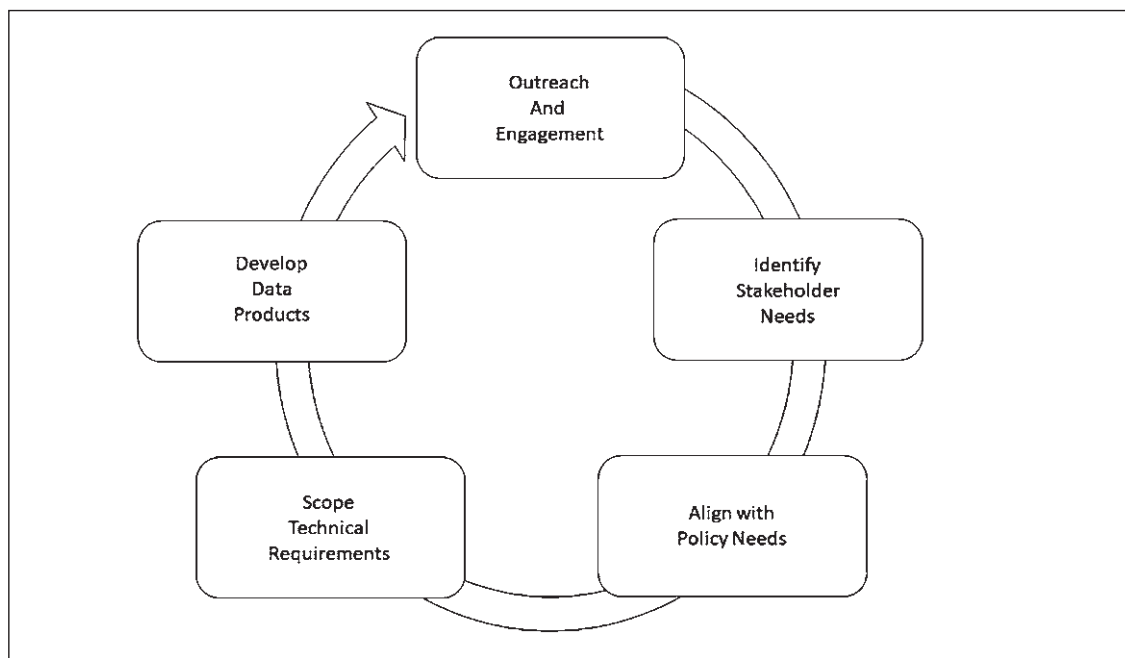 Outreach
And
Engagement
Identify
Stakeholder
Needs
Align with
Policy Needs
Scope
Technical
Requirements
Develop
Data
Products